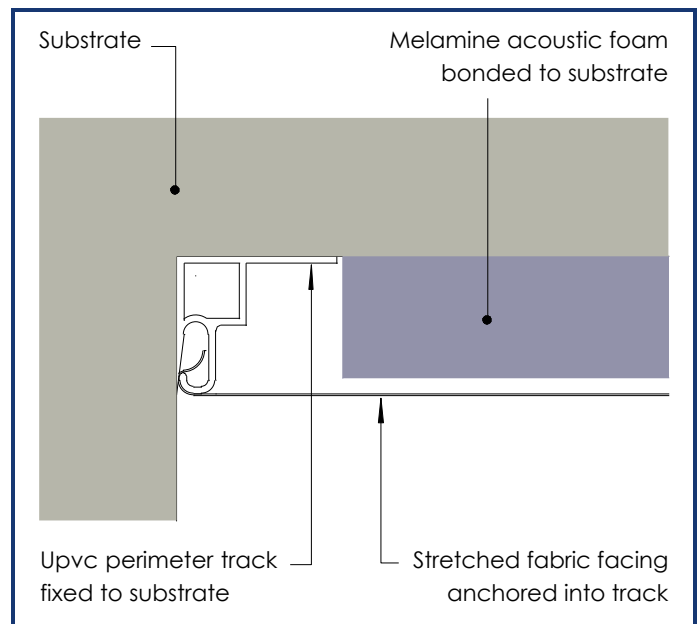 Substrate
Melamine acoustic foam
bonded to substrate
Upvc perimeter track
fixed to substrate
Stretched fabric facing
anchored into track